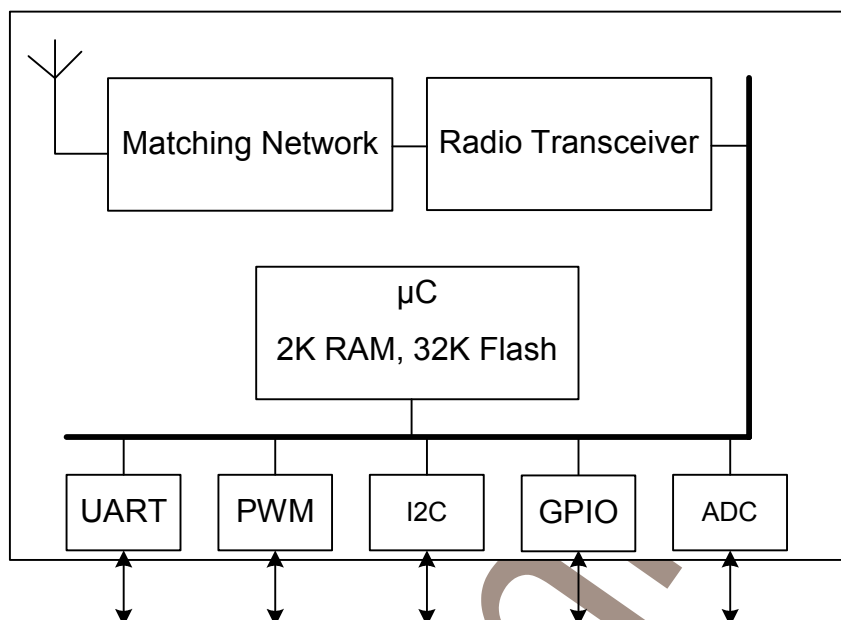 Matching Network
Radio Transceiver
µC
2K RAM, 32K Flash
UART
PWM
I2C
GPIO
ADC